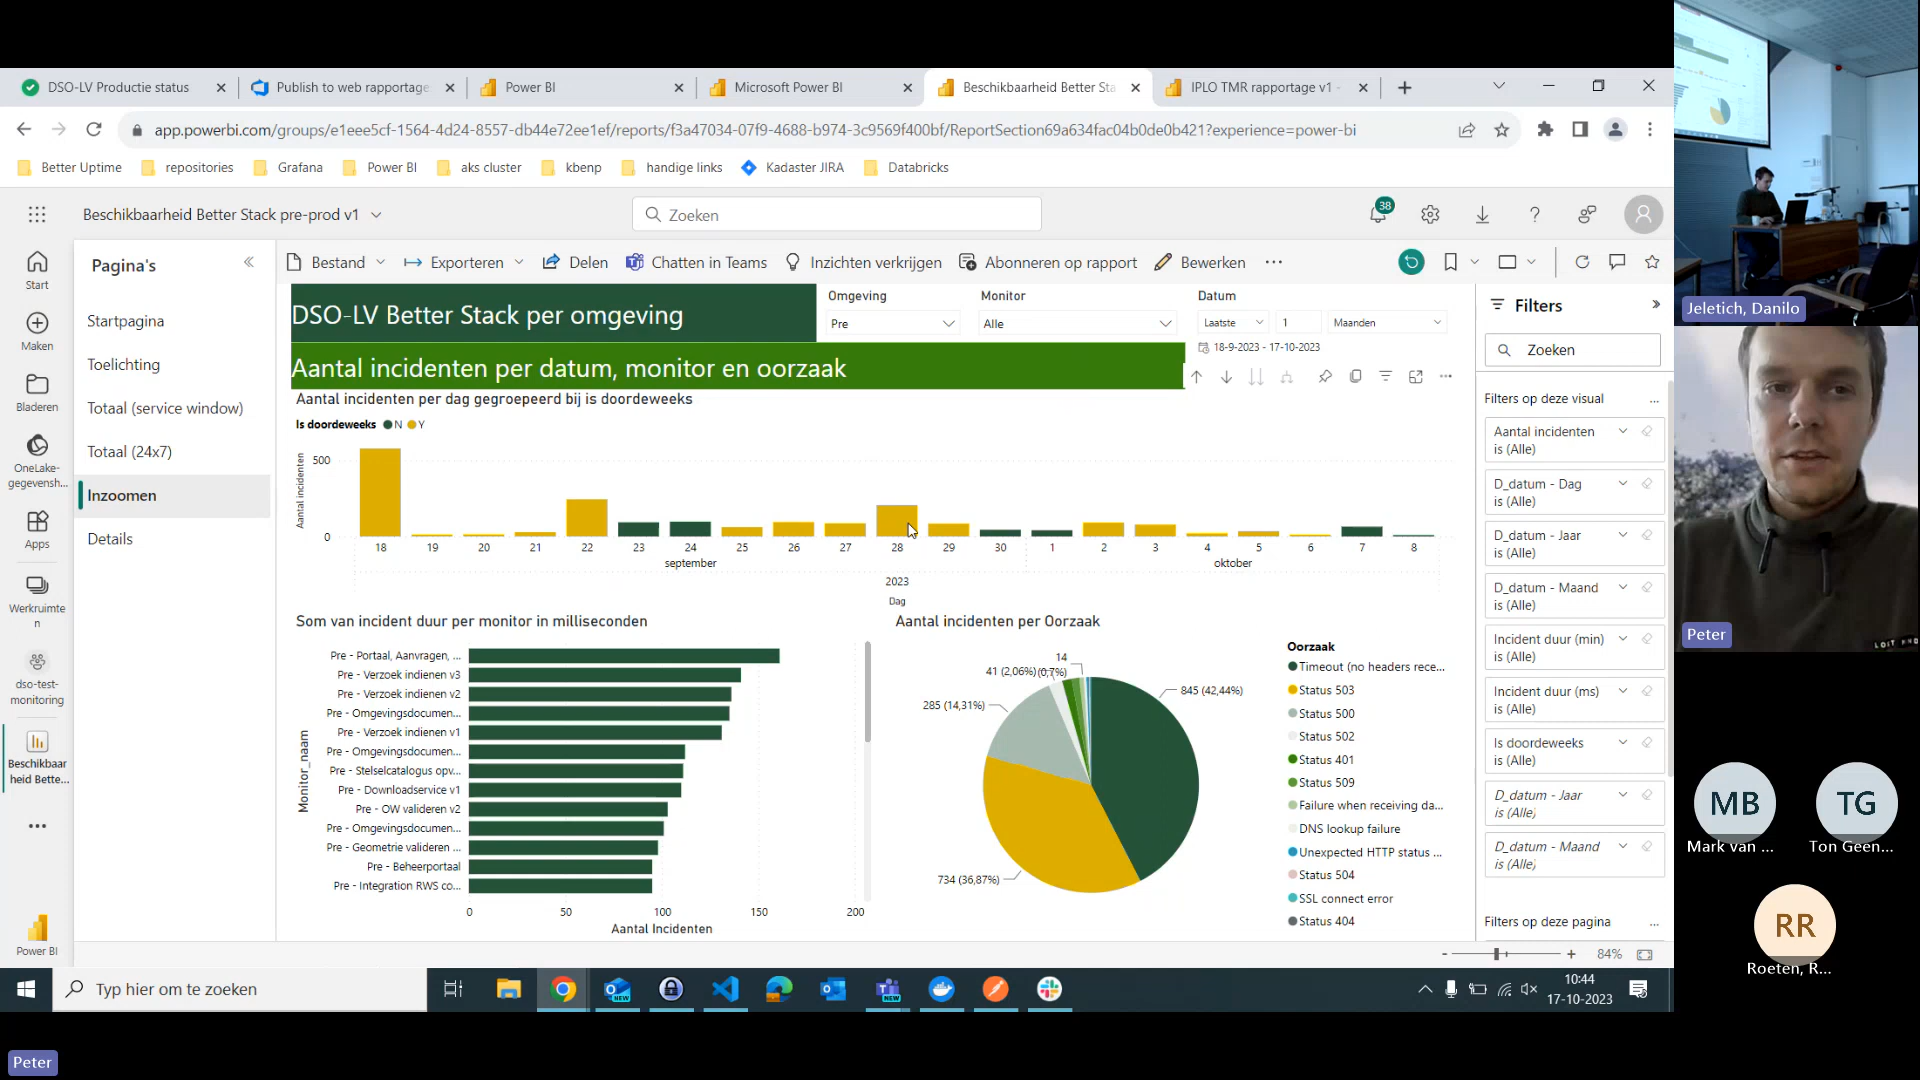 DSO-LV Productie status
Publish to web rapportage
Power BI
Microsoft Power BI
Beschikbaarheid Better Sta
IPLO TMR rapportage v1 -
app.powerbi.com/groups/e1eee5cf-1564-4d24-8557-db44e72ee1ef/reports/f3a47034-07f9-4688-b974-3c9569f400bf/ReportSection69a634fac04b0de0b421?experience=power-bi
Better Uptime
repositories
Grafana
Power BI
aks cluster
kbenp
handige links
Kadaster JIRA
Databricks
Beschikbaarheid Better Stack pre-prod v1
Zoeken
38
Start
Maken
Bladeren
OneLake-
gegevensh...
Apps
Werkruimte
n
dso-test-
monitoring
Beschikbaar
heid Bette...
Power BI
Pagina's
Startpagina
Toelichting
Totaal (service window)
Totaal (24x7)
Inzoomen
Details
Bestand
Exporteren
Delen
Chatten in Teams
Inzichten verkrijgen
Abonneren op rapport
Bewerken
DSO-LV Better Stack per omgeving
Omgeving
Pre
Monitor
Alle
Datum
Laatste
1
Maanden
18-9-2023 - 17-10-2023
Aantal incidenten per datum, monitor en oorzaak
Aantal incidenten per dag gegroepeerd bij is doordeweeks
Is doordeweeks N Y
Aantal incidenten
500
0
18 19 20 21 22 23 24 25 26 27 28 29 30 1 2 3 4 5 6 7 8
september
oktober
2023
Dag
Som van incident duur per monitor in milliseconden
Monitor_naam
Pre - Portaal, Aanvragen, ...
Pre - Verzoek indienen v3
Pre - Verzoek indienen v2
Pre - Omgevingsdocumen...
Pre - Verzoek indienen v1
Pre - Omgevingsdocumen...
Pre - Stelselcatalogus opv...
Pre - Downloadservice v1
Pre - OW valideren v2
Pre - Omgevingsdocumen...
Pre - Geometrie valideren ...
Pre - Beheerportaal
Pre - Integration RWS co...
0 50 100 150 200
Aantal Incidenten
Aantal incidenten per Oorzaak
14
41 (2,06%)
(0,7%)
845 (42,44%)
285 (14,31%)
734 (36,87%)
Oorzaak
Timeout (no headers rece...
Status 503
Status 500
Status 502
Status 401
Status 509
Failure when receiving da...
DNS lookup failure
Unexpected HTTP status ...
Status 504
SSL connect error
Status 404
Filters
Zoeken
Filters op deze visual
Aantal incidenten
is (Alle)
D_datum - Dag
is (Alle)
D_datum - Jaar
is (Alle)
D_datum - Maand
is (Alle)
Incident duur (min)
is (Alle)
Incident duur (ms)
is (Alle)
Is doordeweeks
is (Alle)
D_datum - Jaar
is (Alle)
D_datum - Maand
is (Alle)
Filters op deze pagina
84%
Typ hier om te zoeken
NEW
NEW
10:44
17-10-2023
Peter
Jeletich, Danilo
Peter
MB
Mark van ...
TG
Ton Geen...
RR
Roeten, R...